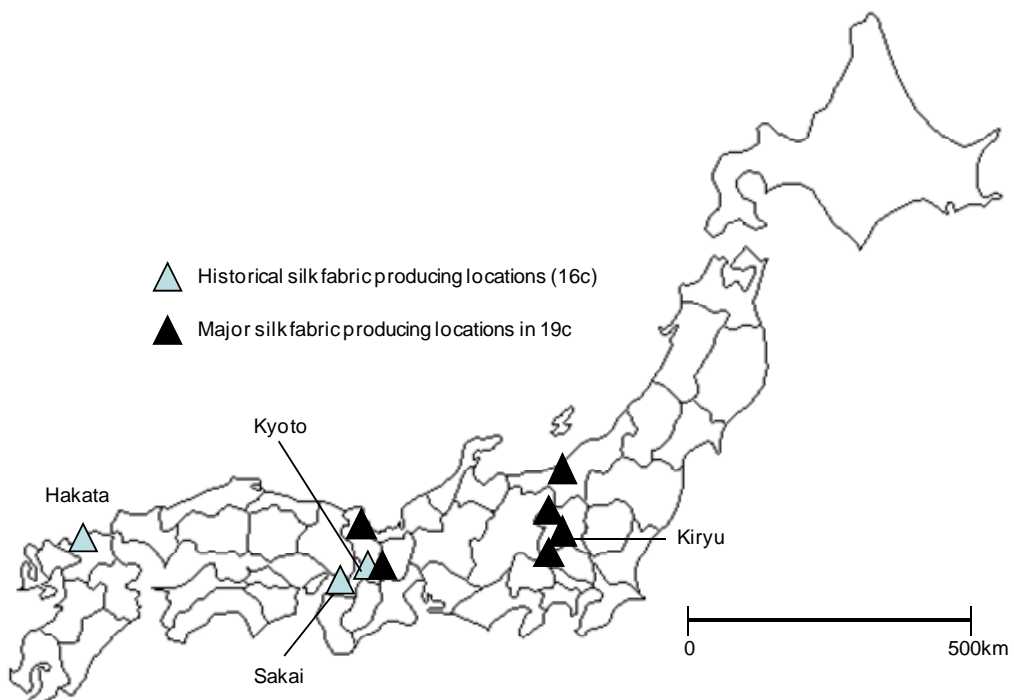 Historical silk fabric producing locations (16c)
Major silk fabric producing locations in 19c
Kyoto
Hakata
Kiryu
Sakai
0
500km